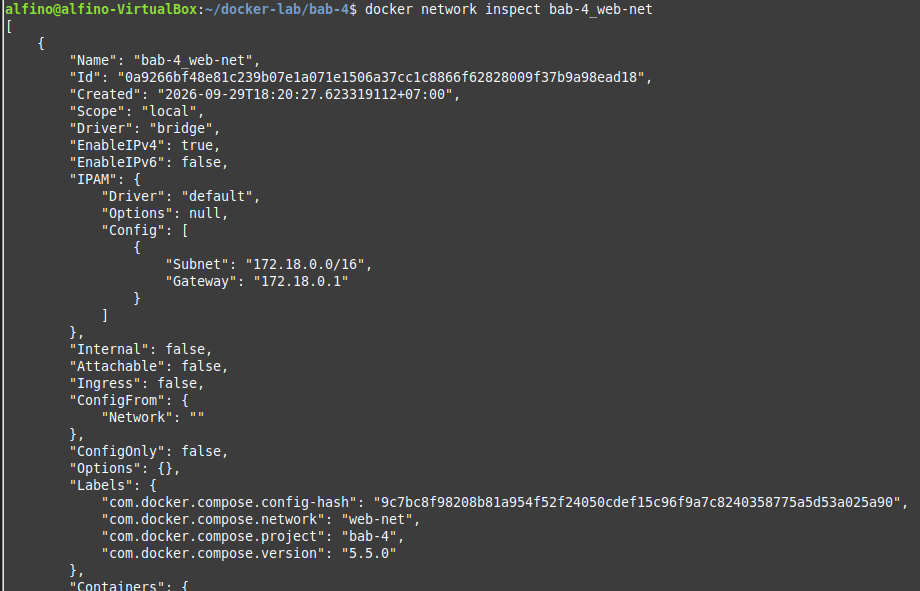 alfino@alfino-VirtualBox:~/docker-lab/bab-4$ docker network inspect bab-4_web-net
[
    {
        "Name": "bab-4_web-net",
        "Id": "0a9266bf48e81c239b07e1a071e1506a37cc1c8866f62828009f37b9a98ead18",
        "Created": "2026-09-29T18:20:27.623319112+07:00",
        "Scope": "local",
        "Driver": "bridge",
        "EnableIPv4": true,
        "EnableIPv6": false,
        "IPAM": {
            "Driver": "default",
            "Options": null,
            "Config": [
                {
                    "Subnet": "172.18.0.0/16",
                    "Gateway": "172.18.0.1"
                }
            ]
        },
        "Internal": false,
        "Attachable": false,
        "Ingress": false,
        "ConfigFrom": {
            "Network": ""
        },
        "ConfigOnly": false,
        "Options": {},
        "Labels": {
            "com.docker.compose.config-hash": "9c7bc8f98208b81a954f52f24050cdef15c96f9a7c8240358775a5d53a025a90",
            "com.docker.compose.network": "web-net",
            "com.docker.compose.project": "bab-4",
            "com.docker.compose.version": "5.5.0"
        },
        "Containers": {